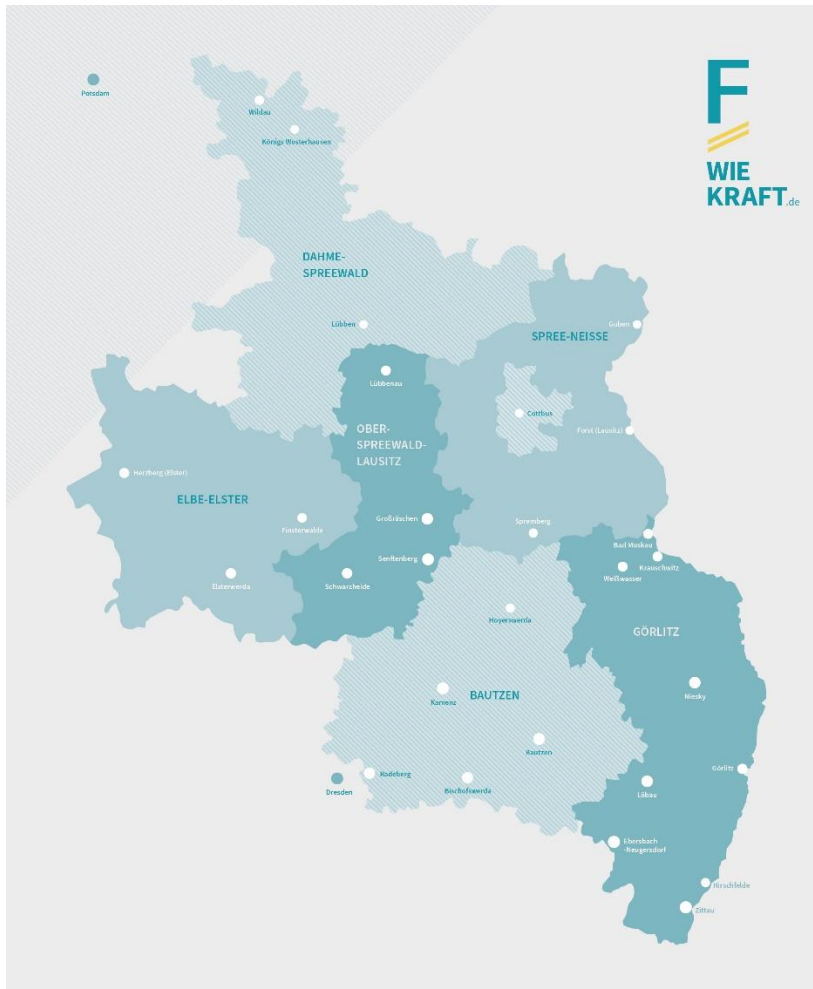 F
WIE
KRAFT.de
Potsdam
Wildau
Königs Wusterhausen
DAHME-
SPREEWALD
Lübben
Guben
SPREE-NEISSE
Lübbenau
Cottbus
OBER-
SPREEWALD-
LAUSITZ
Forst (Lausitz)
Herzberg (Elster)
ELBE-ELSTER
Großräschen
Finsterwalde
Spremberg
Bad Muskau
Senftenberg
Krauschwitz
Weißwasser
Elsterwerda
Schwarzheide
Hoyerswerda
GÖRLITZ
Kamenz
BAUTZEN
Niesky
Bautzen
Görlitz
Radeberg
Dresden
Bischofswerda
Löbau
Ebersbach
-Neugersdorf
Hirschfelde
Zittau